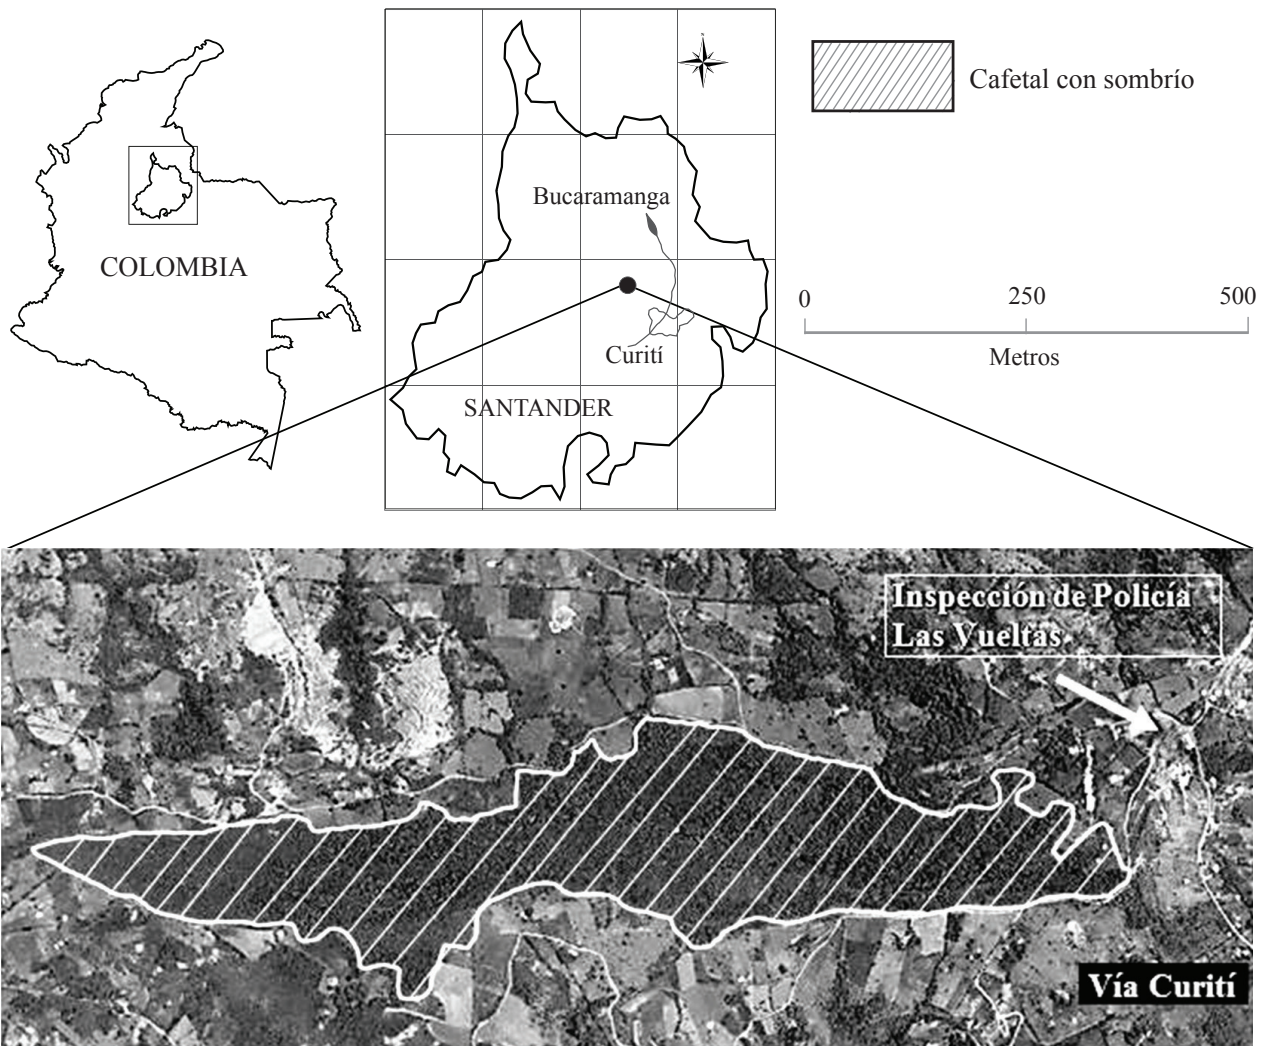 Cafetal con sombrío
Bucaramanga
COLOMBIA
0 250 500
Metros
Curití
SANTANDER
Inspección de Policía
Las Vueltas
Vía Curití